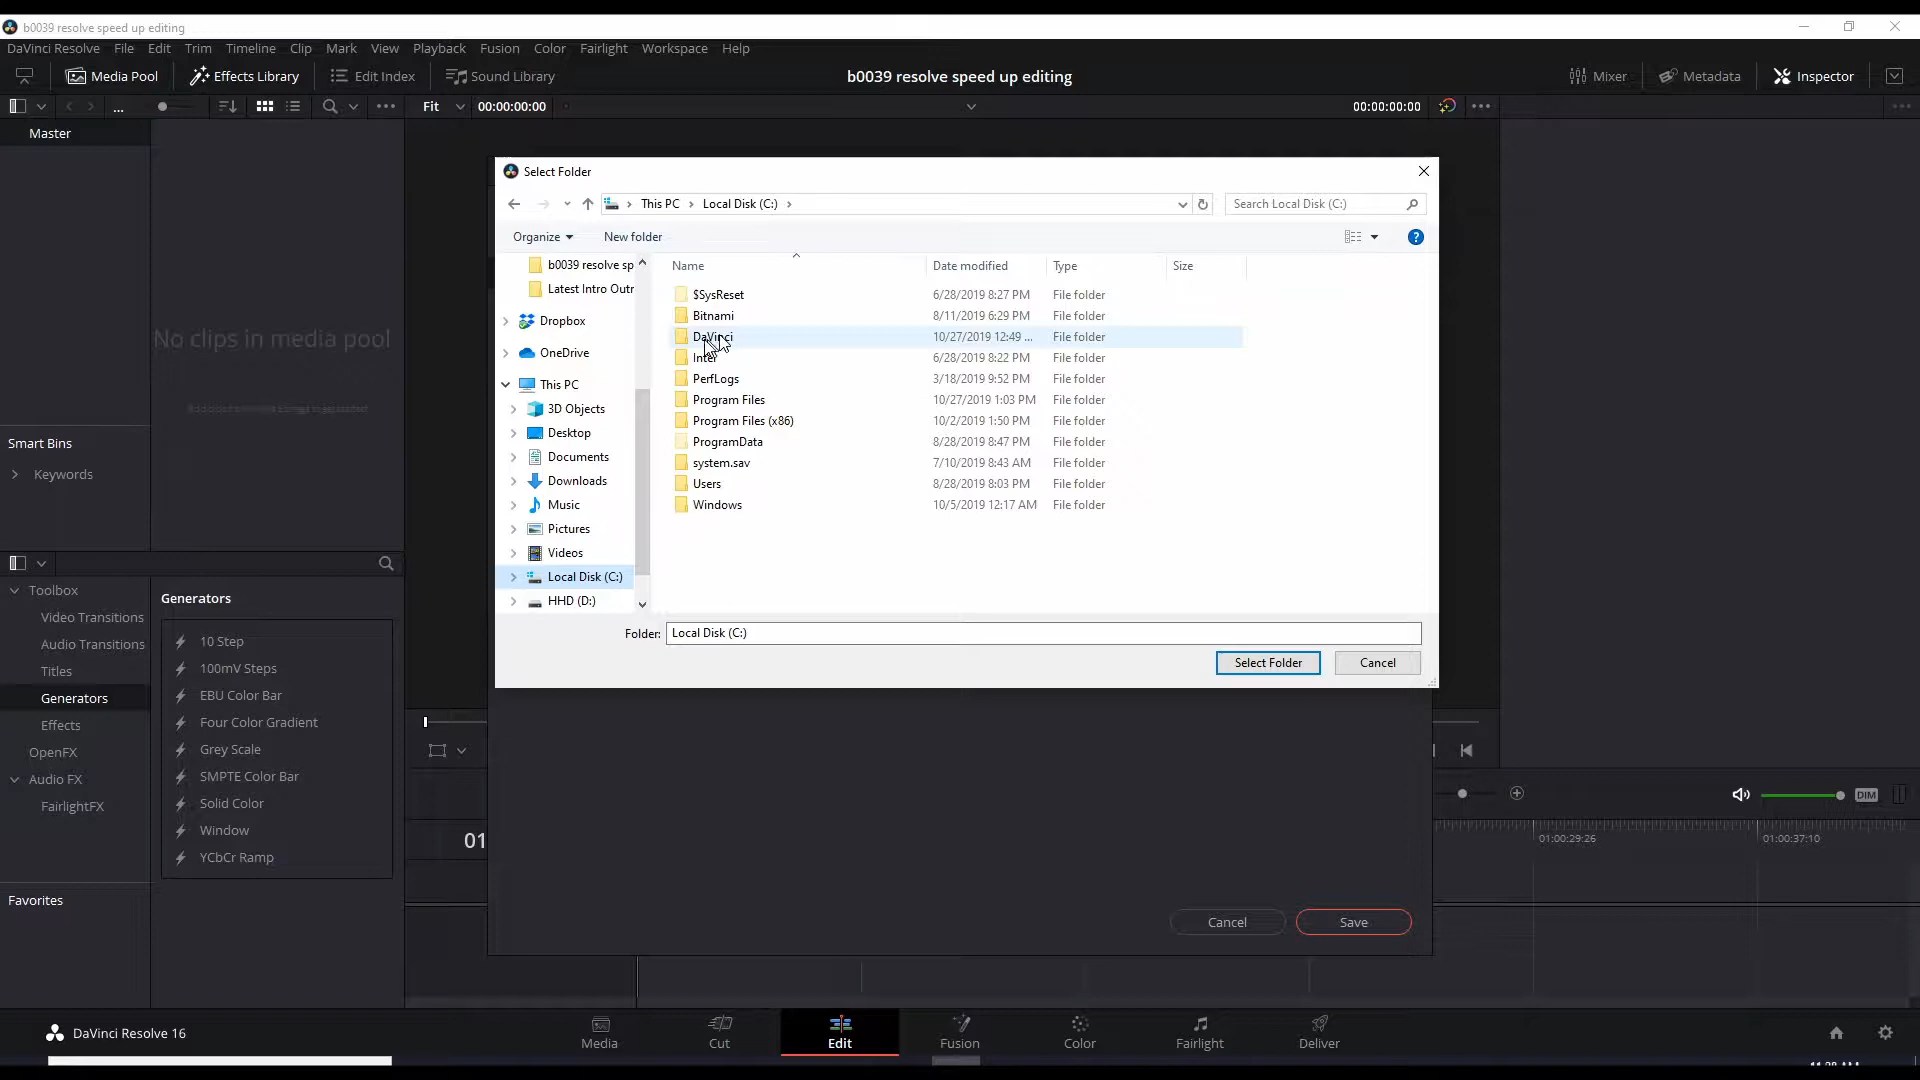 b0039 resolve speed up editing
DaVinci Resolve File Edit Trim Timeline Clip Mark View Playback Fusion Color Fairlight Workspace Help
Media Pool Effects Library Edit Index Sound Library b0039 resolve speed up editing Mixer Metadata Inspector
... Fit 00:00:00:00 00:00:00:00
Master
No clips in media pool
Smart Bins
Keywords
Select Folder
This PC Local Disk (C:) Search Local Disk (C:)
Organize New folder
b0039 resolve sp
Latest Intro Outr
Dropbox
OneDrive
This PC
3D Objects
Desktop
Documents
Downloads
Music
Pictures
Videos
Local Disk (C:)
HHD (D:)
Name Date modified Type Size
$SysReset 6/28/2019 8:27 PM File folder
Bitnami 8/11/2019 6:29 PM File folder
DaVinci 10/27/2019 12:49 ... File folder
Intel 6/28/2019 8:22 PM File folder
PerfLogs 3/18/2019 9:52 PM File folder
Program Files 10/27/2019 1:03 PM File folder
Program Files (x86) 10/2/2019 1:50 PM File folder
ProgramData 8/28/2019 8:47 PM File folder
system.sav 7/10/2019 8:43 AM File folder
Users 8/28/2019 8:03 PM File folder
Windows 10/5/2019 12:17 AM File folder
Folder: Local Disk (C:)
Select Folder Cancel
Toolbox
Video Transitions
Audio Transitions
Titles
Generators
Effects
OpenFX
Audio FX
FairlightFX
Favorites
Generators
10 Step
100mV Steps
EBU Color Bar
Four Color Gradient
Grey Scale
SMPTE Color Bar
Solid Color
Window
YCbCr Ramp
DIM
01
01:00:29:26 01:00:37:10
Cancel Save
DaVinci Resolve 16
Media Cut Edit Fusion Color Fairlight Deliver